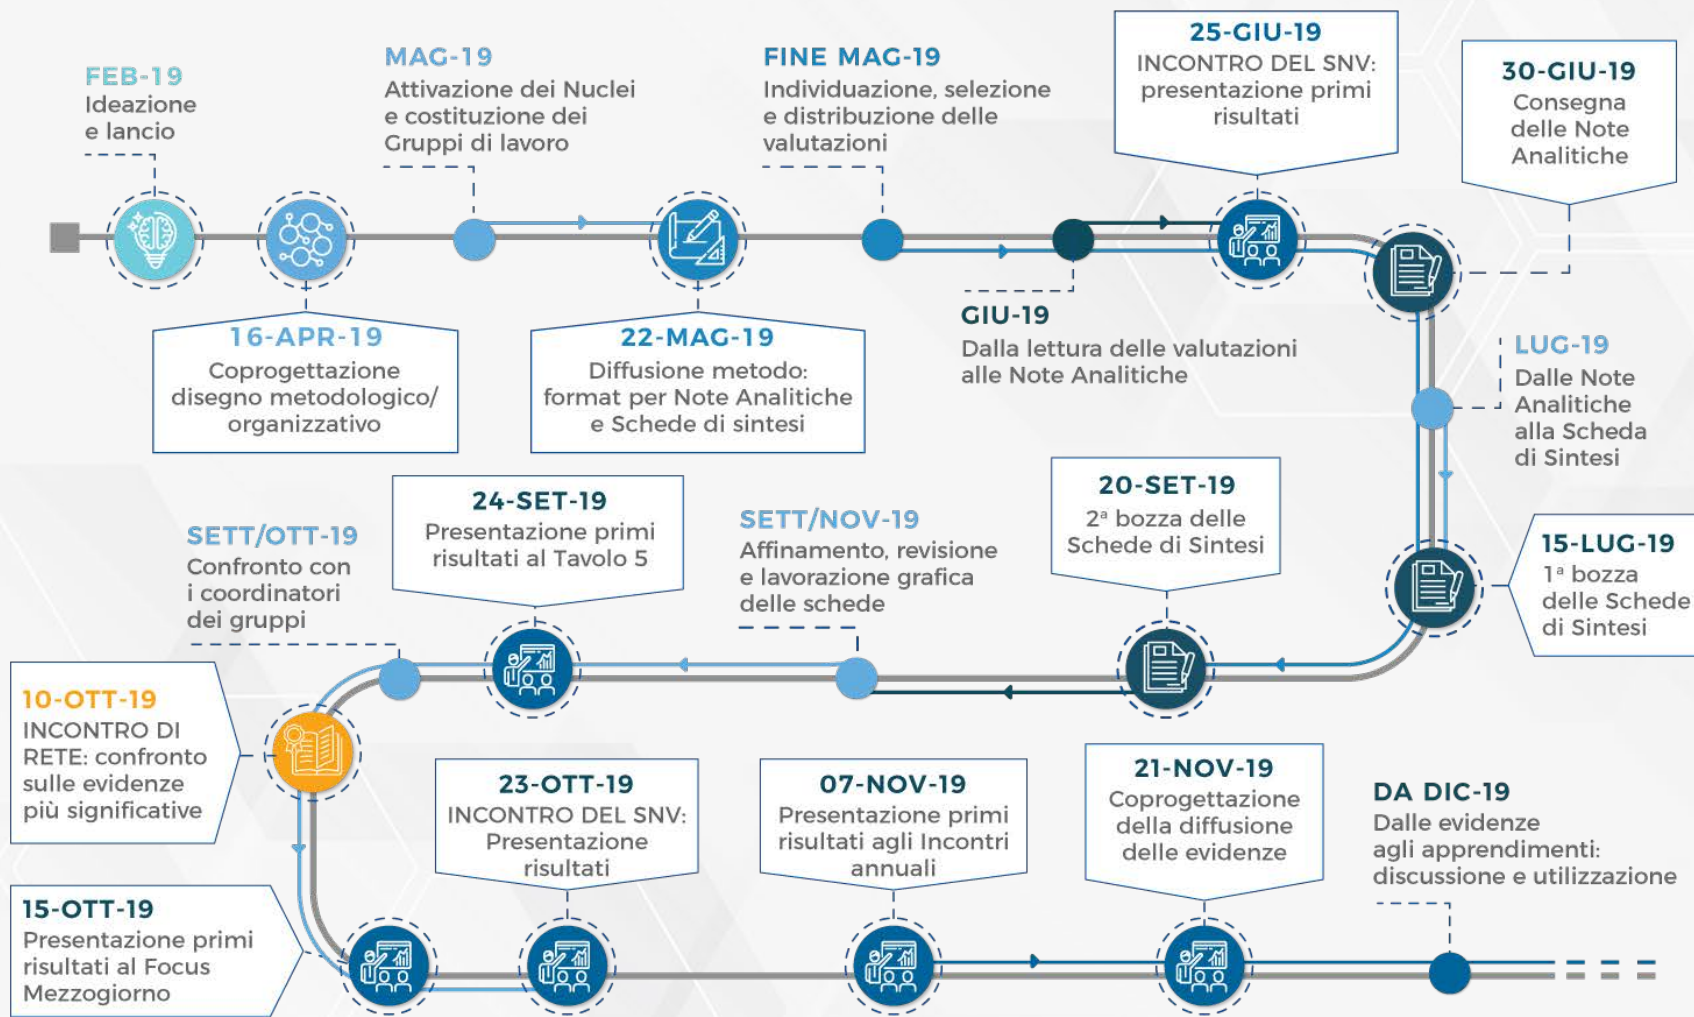 FEB-19
Ideazione
e lancio
16-APR-19
Coprogettazione
disegno metodologico/
organizzativo
MAG-19
Attivazione dei Nuclei
e costituzione dei
Gruppi di lavoro
22-MAG-19
Diffusione metodo:
format per Note Analitiche
e Schede di sintesi
FINE MAG-19
Individuazione, selezione
e distribuzione delle
valutazioni
GIU-19
Dalla lettura delle valutazioni
alle Note Analitiche
25-GIU-19
INCONTRO DEL SNV:
presentazione primi
risultati
30-GIU-19
Consegna
delle Note
Analitiche
LUG-19
Dalle Note
Analitiche
alla Scheda
di Sintesi
15-LUG-19
1ª bozza
delle Schede
di Sintesi
20-SET-19
2ª bozza delle
Schede di Sintesi
SETT/NOV-19
Affinamento, revisione
e lavorazione grafica
delle schede
24-SET-19
Presentazione primi
risultati al Tavolo 5
SETT/OTT-19
Confronto con
i coordinatori
dei gruppi
10-OTT-19
INCONTRO DI
RETE: confronto
sulle evidenze
più significative
15-OTT-19
Presentazione primi
risultati al Focus
Mezzogiorno
23-OTT-19
INCONTRO DEL SNV:
Presentazione
risultati
07-NOV-19
Presentazione primi
risultati agli Incontri
annuali
21-NOV-19
Coprogettazione
della diffusione
delle evidenze
DA DIC-19
Dalle evidenze
agli apprendimenti:
discussione e utilizzazione